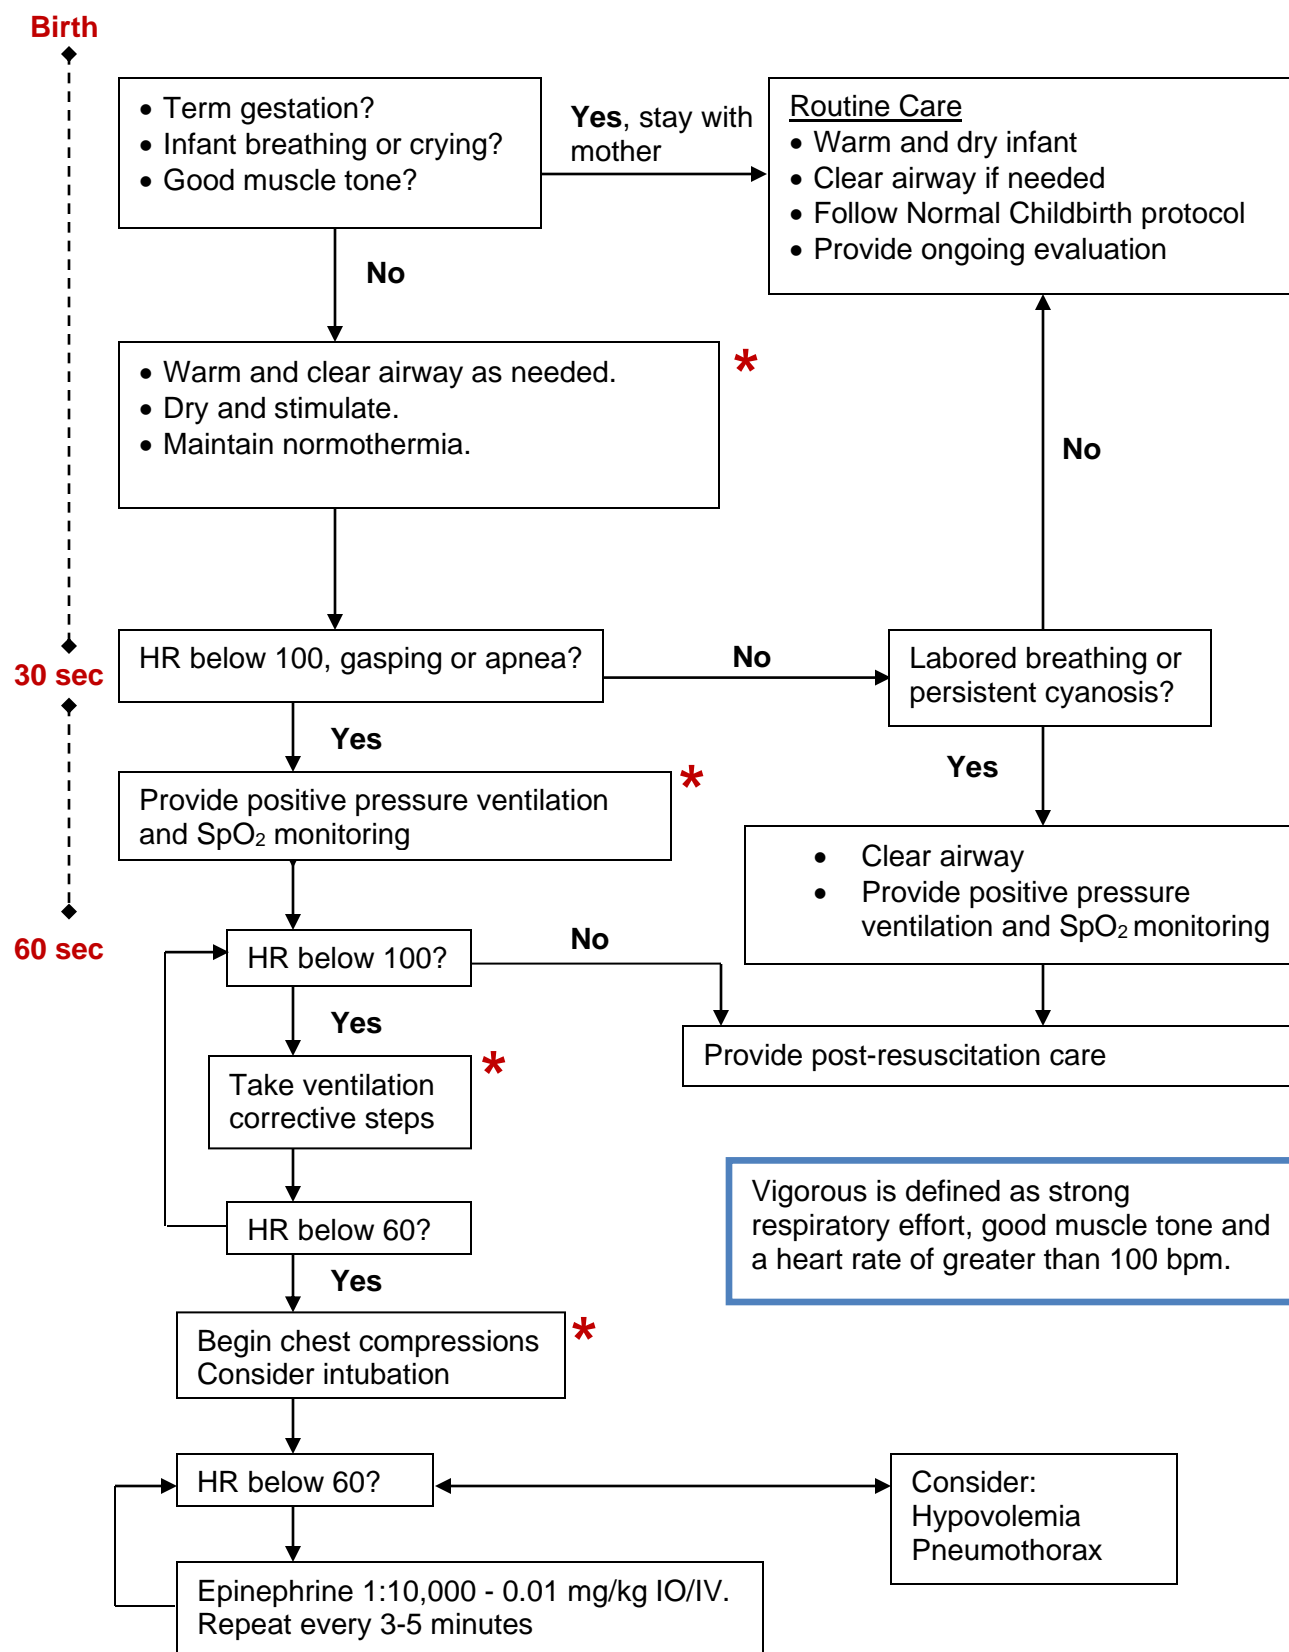 Birth
• Term gestation?
• Infant breathing or crying?
• Good muscle tone?
Yes, stay with
mother
Routine Care
• Warm and dry infant
• Clear airway if needed
• Follow Normal Childbirth protocol
• Provide ongoing evaluation
No
• Warm and clear airway as needed.
• Dry and stimulate.
• Maintain normothermia.
*
No
30 sec
HR below 100, gasping or apnea?
No
Labored breathing or
persistent cyanosis?
Yes
Yes
Provide positive pressure ventilation
and SpO₂ monitoring
*
• Clear airway
• Provide positive pressure
ventilation and SpO₂ monitoring
60 sec
HR below 100?
No
Yes
Provide post-resuscitation care
Take ventilation
corrective steps
*
HR below 60?
Vigorous is defined as strong
respiratory effort, good muscle tone and
a heart rate of greater than 100 bpm.
Yes
Begin chest compressions
Consider intubation
*
HR below 60?
Consider:
Hypovolemia
Pneumothorax
Epinephrine 1:10,000 - 0.01 mg/kg IO/IV.
Repeat every 3-5 minutes